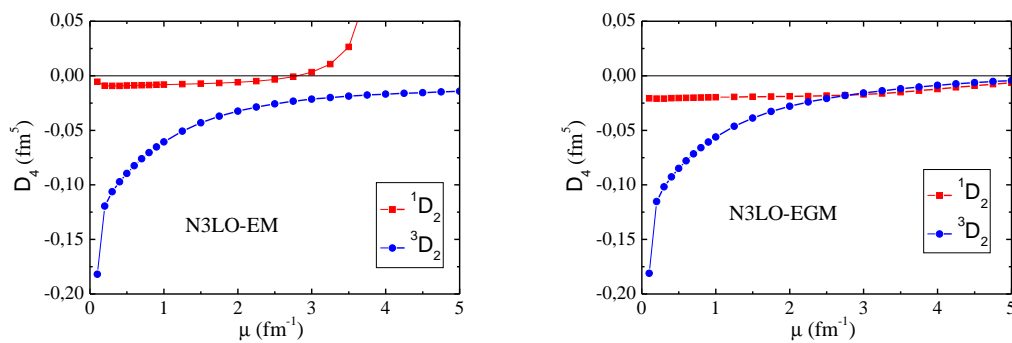 0,05
0,00
-0,05
-0,10
-0,15
-0,20
D₄ (fm⁵)
N3LO-EM
¹D₂
³D₂
0 1 2 3 4 5
μ (fm⁻¹)
0,05
0,00
-0,05
-0,10
-0,15
-0,20
D₄ (fm⁵)
N3LO-EGM
¹D₂
³D₂
0 1 2 3 4 5
μ (fm⁻¹)